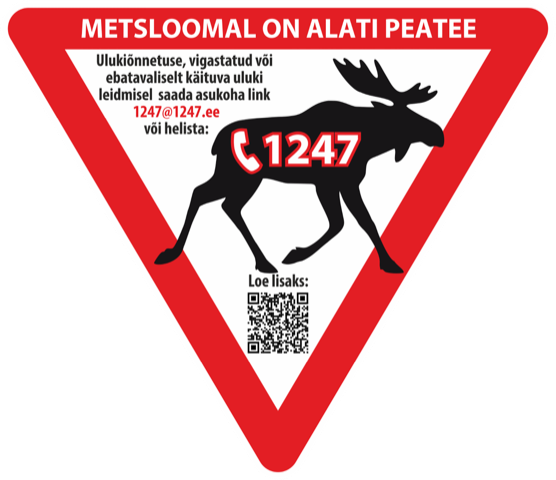 METSLOOMAL ON ALATI PEATEE
Ulukiõnnetuse, vigastatud või
ebatavaliselt käituva uluki
leidmisel saada asukoha link
1247@1247.ee
või helista:
1247
Loe lisaks: